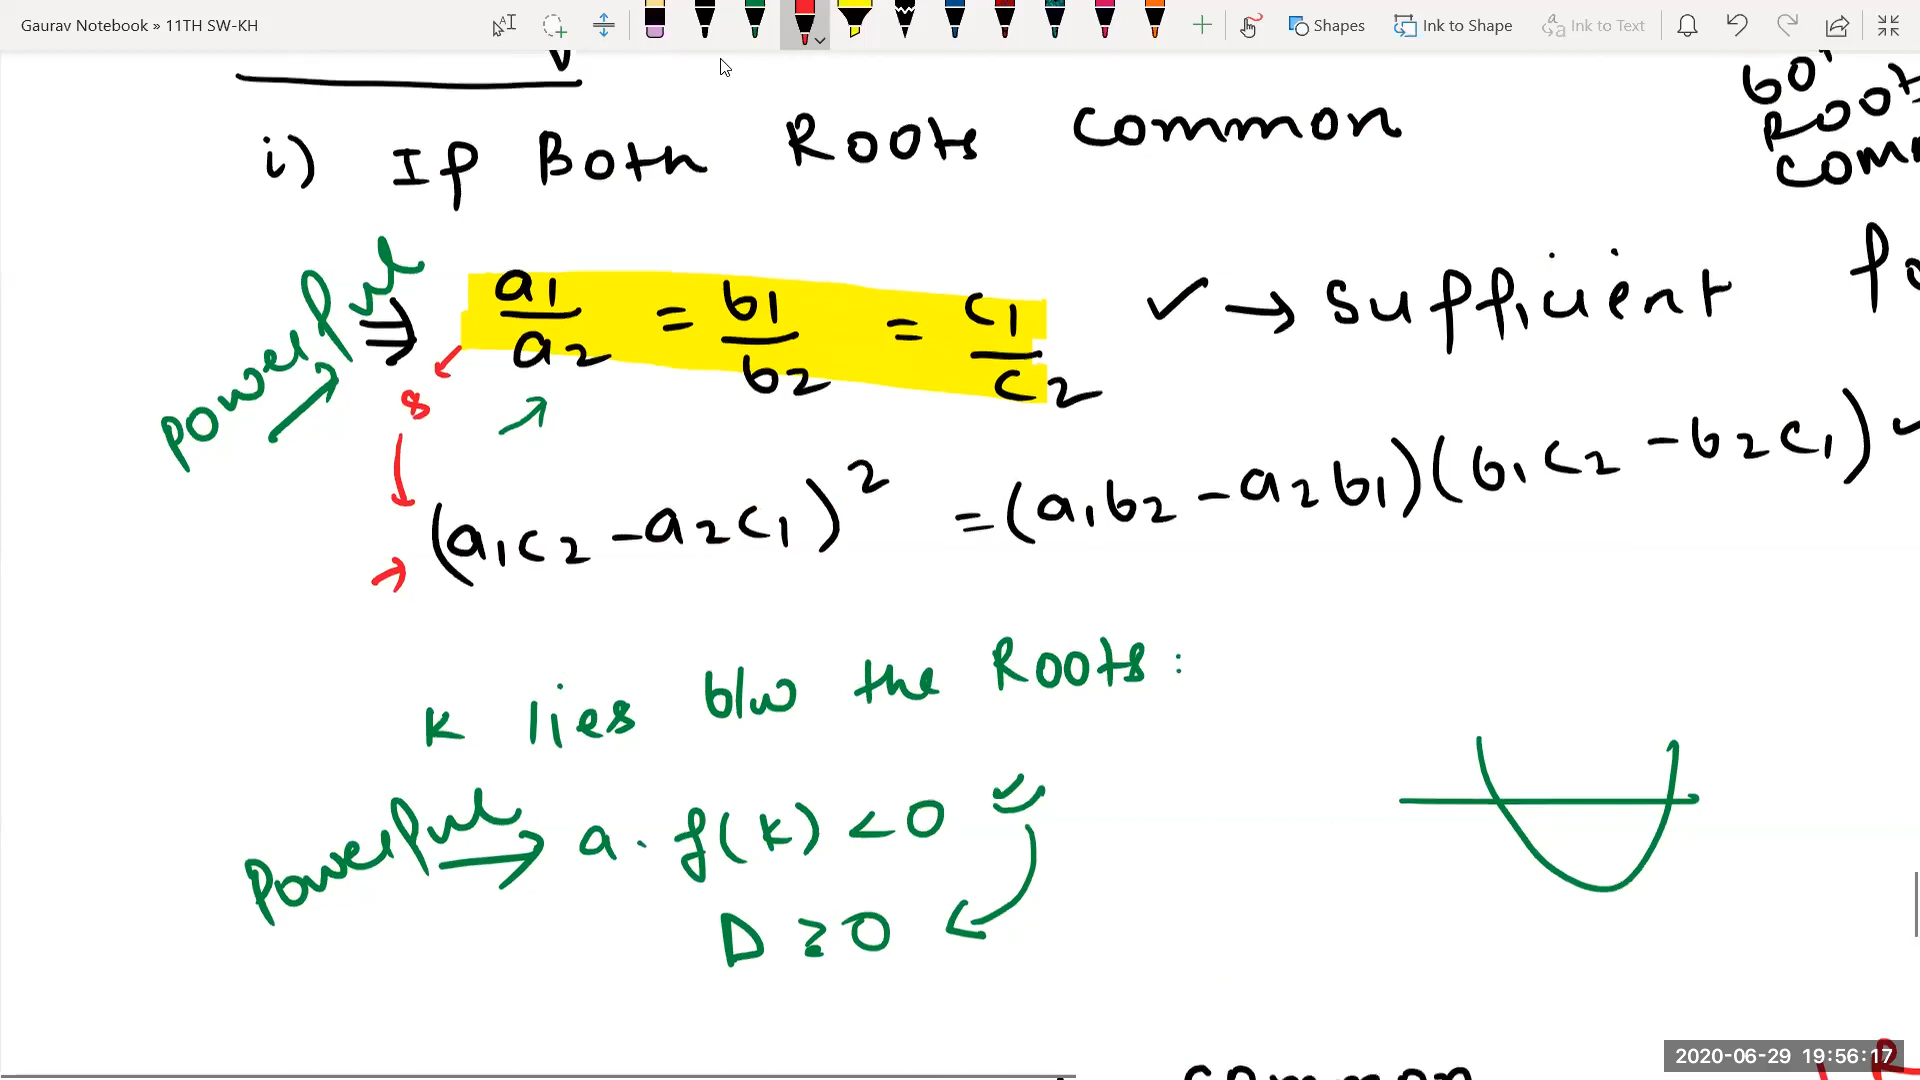 Gaurav Notebook » 11TH SW-KH
Shapes
Ink to Shape
Ink to Text
i) If Both Roots common
Roots
powerful ⇒ a1/a2 = b1/b2 = c1/c2 ✓ → sufficient
(a1c2 - a2c1)^2 = (a1b2 - a2b1)(b1c2 - b2c1)
K lies b/w the Roots:
Powerful → a. f(k) < 0
D ≥ 0
common
2020-06-29 19:56:17